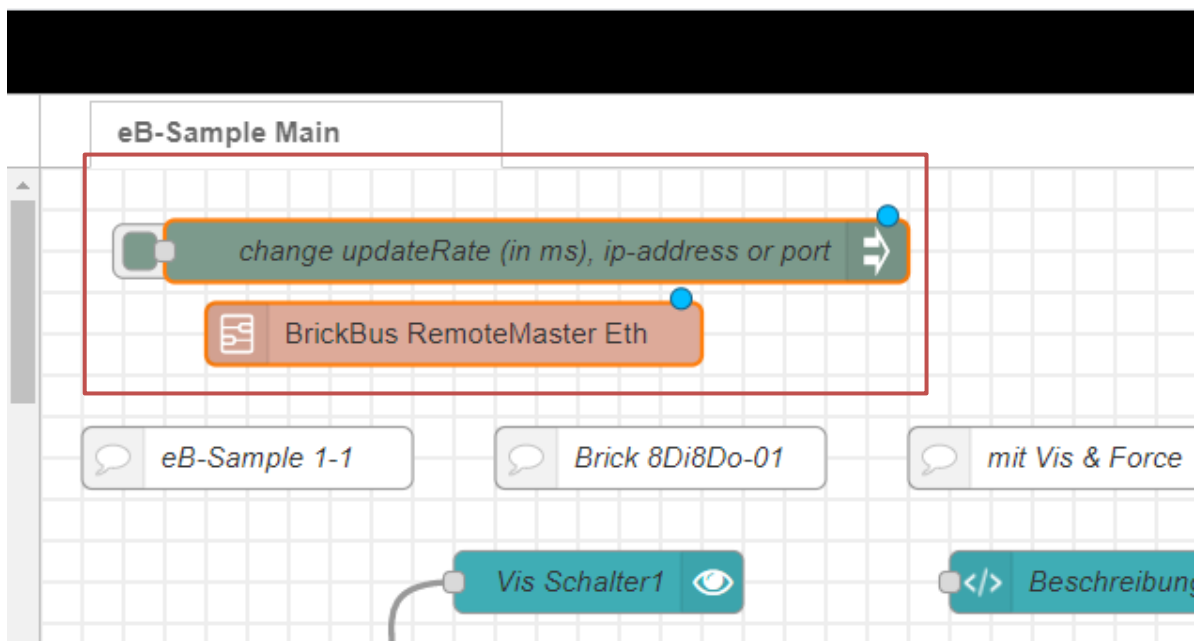 eB-Sample Main
change updateRate (in ms), ip-address or port
BrickBus RemoteMaster Eth
eB-Sample 1-1
Brick 8Di8Do-01
mit Vis & Force
Vis Schalter1
</> Beschreibung